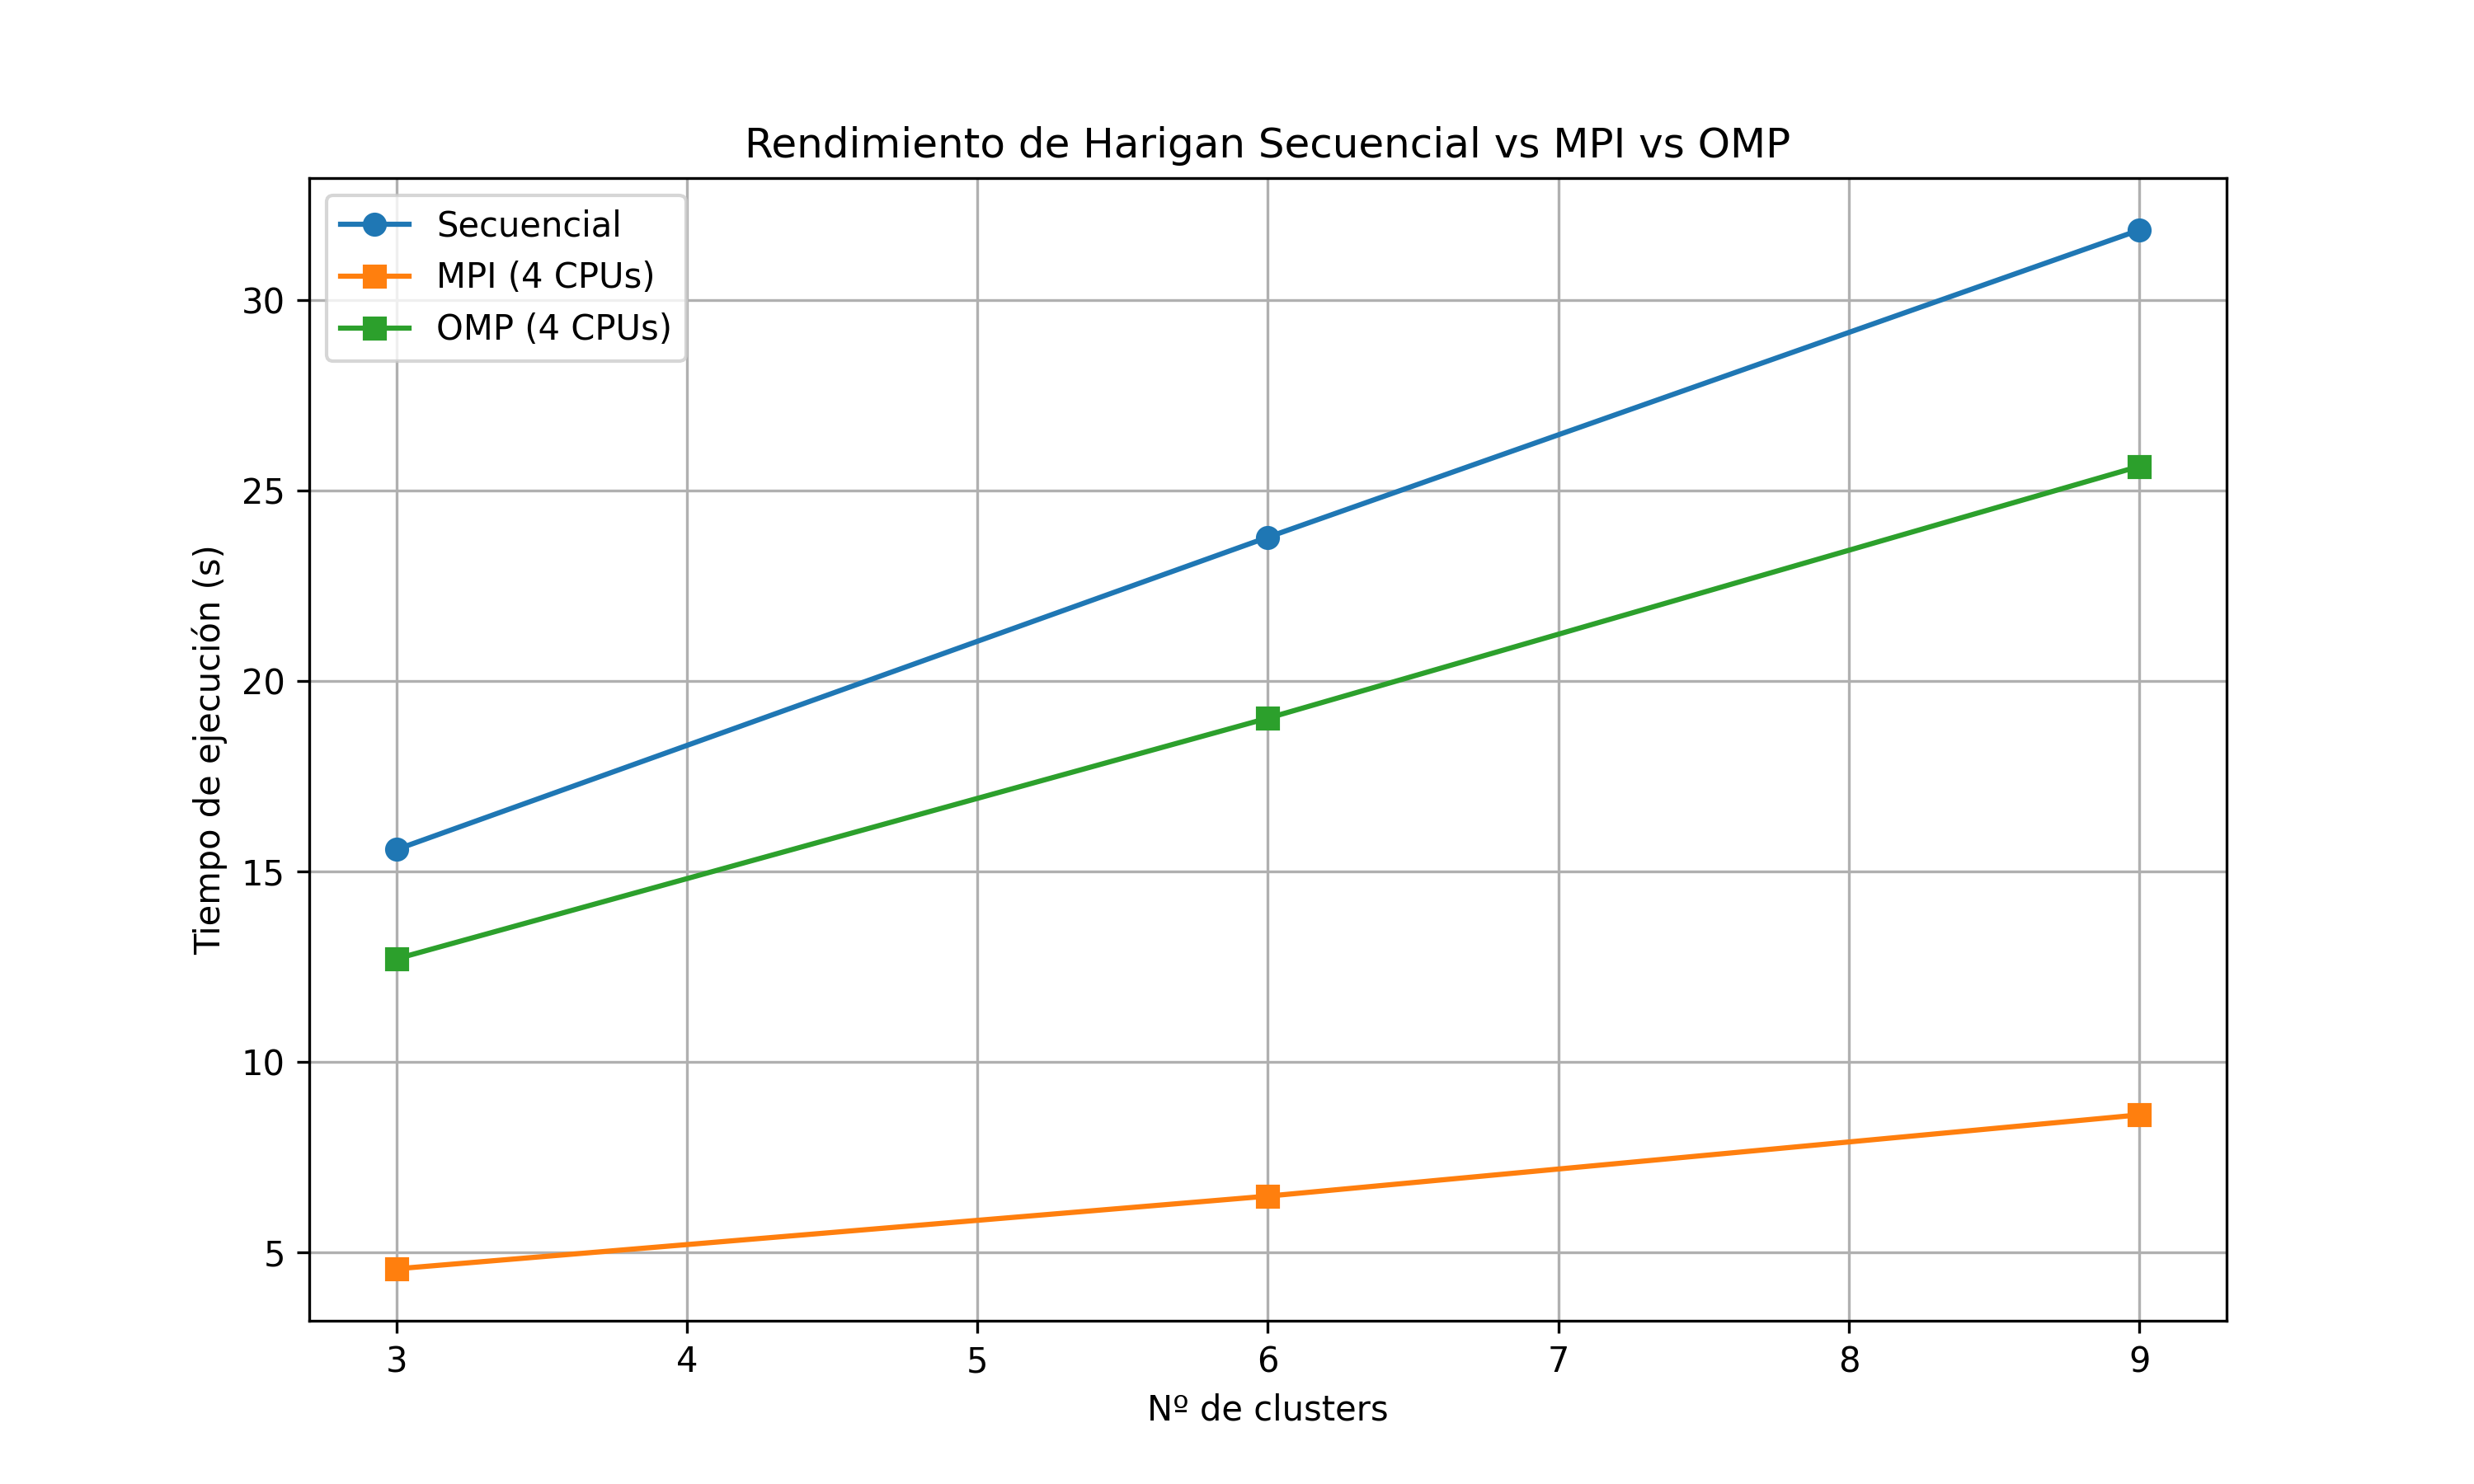 Rendimiento de Harigan Secuencial vs MPI vs OMP
Secuencial
MPI (4 CPUs)
OMP (4 CPUs)
Tiempo de ejecución (s)
30
25
20
15
10
5
3 4 5 6 7 8 9
Nº de clusters